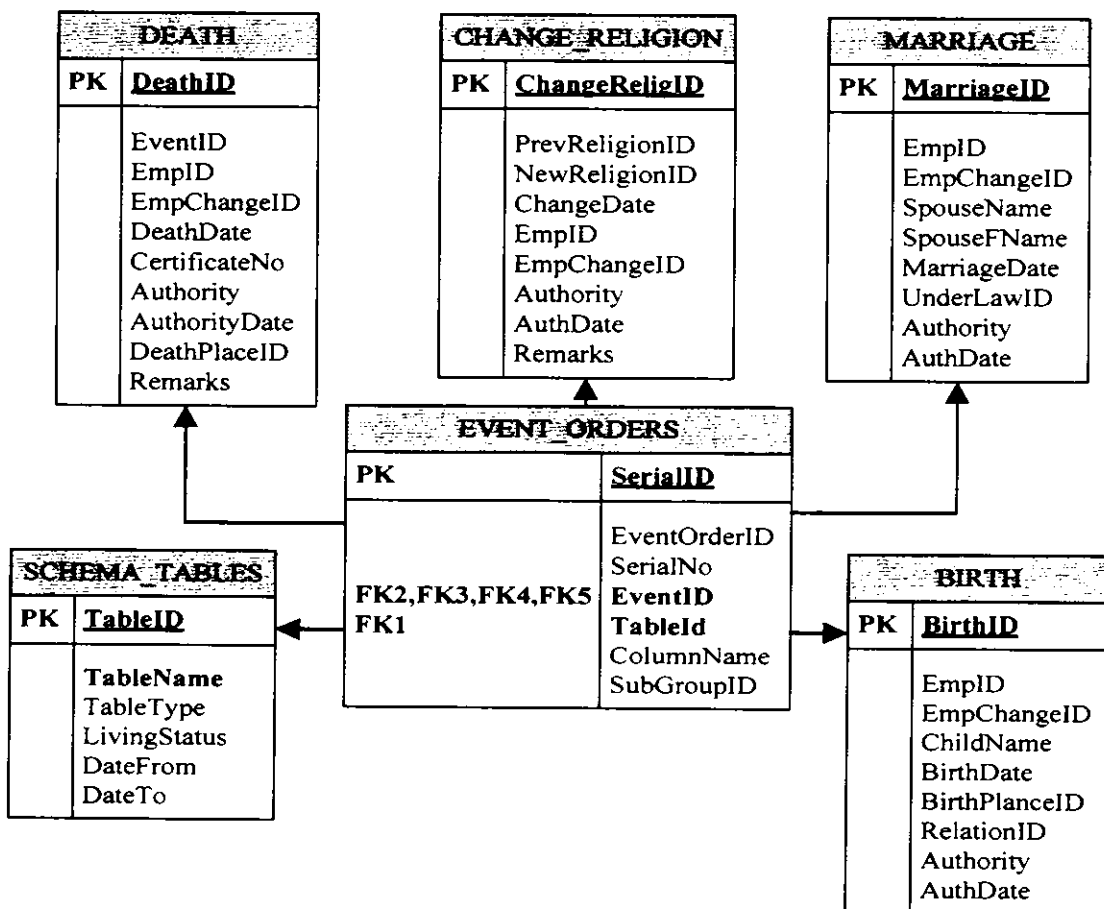 DEATH
PK DeathID
EventID
EmpID
EmpChangeID
DeathDate
CertificateNo
Authority
AuthorityDate
DeathPlaceID
Remarks
CHANGE_RELIGION
PK ChangeReligID
PrevReligionID
NewReligionID
ChangeDate
EmpID
EmpChangeID
Authority
AuthDate
Remarks
MARRIAGE
PK MarriageID
EmpID
EmpChangeID
SpouseName
SpouseFName
MarriageDate
UnderLawID
Authority
AuthDate
EVENT_ORDERS
PK SerialID
EventOrderID
SerialNo
FK2,FK3,FK4,FK5 EventID
FK1 TableId
ColumnName
SubGroupID
SCHEMA_TABLES
PK TableID
TableName
TableType
LivingStatus
DateFrom
DateTo
BIRTH
PK BirthID
EmpID
EmpChangeID
ChildName
BirthDate
BirthPlanceID
RelationID
Authority
AuthDate